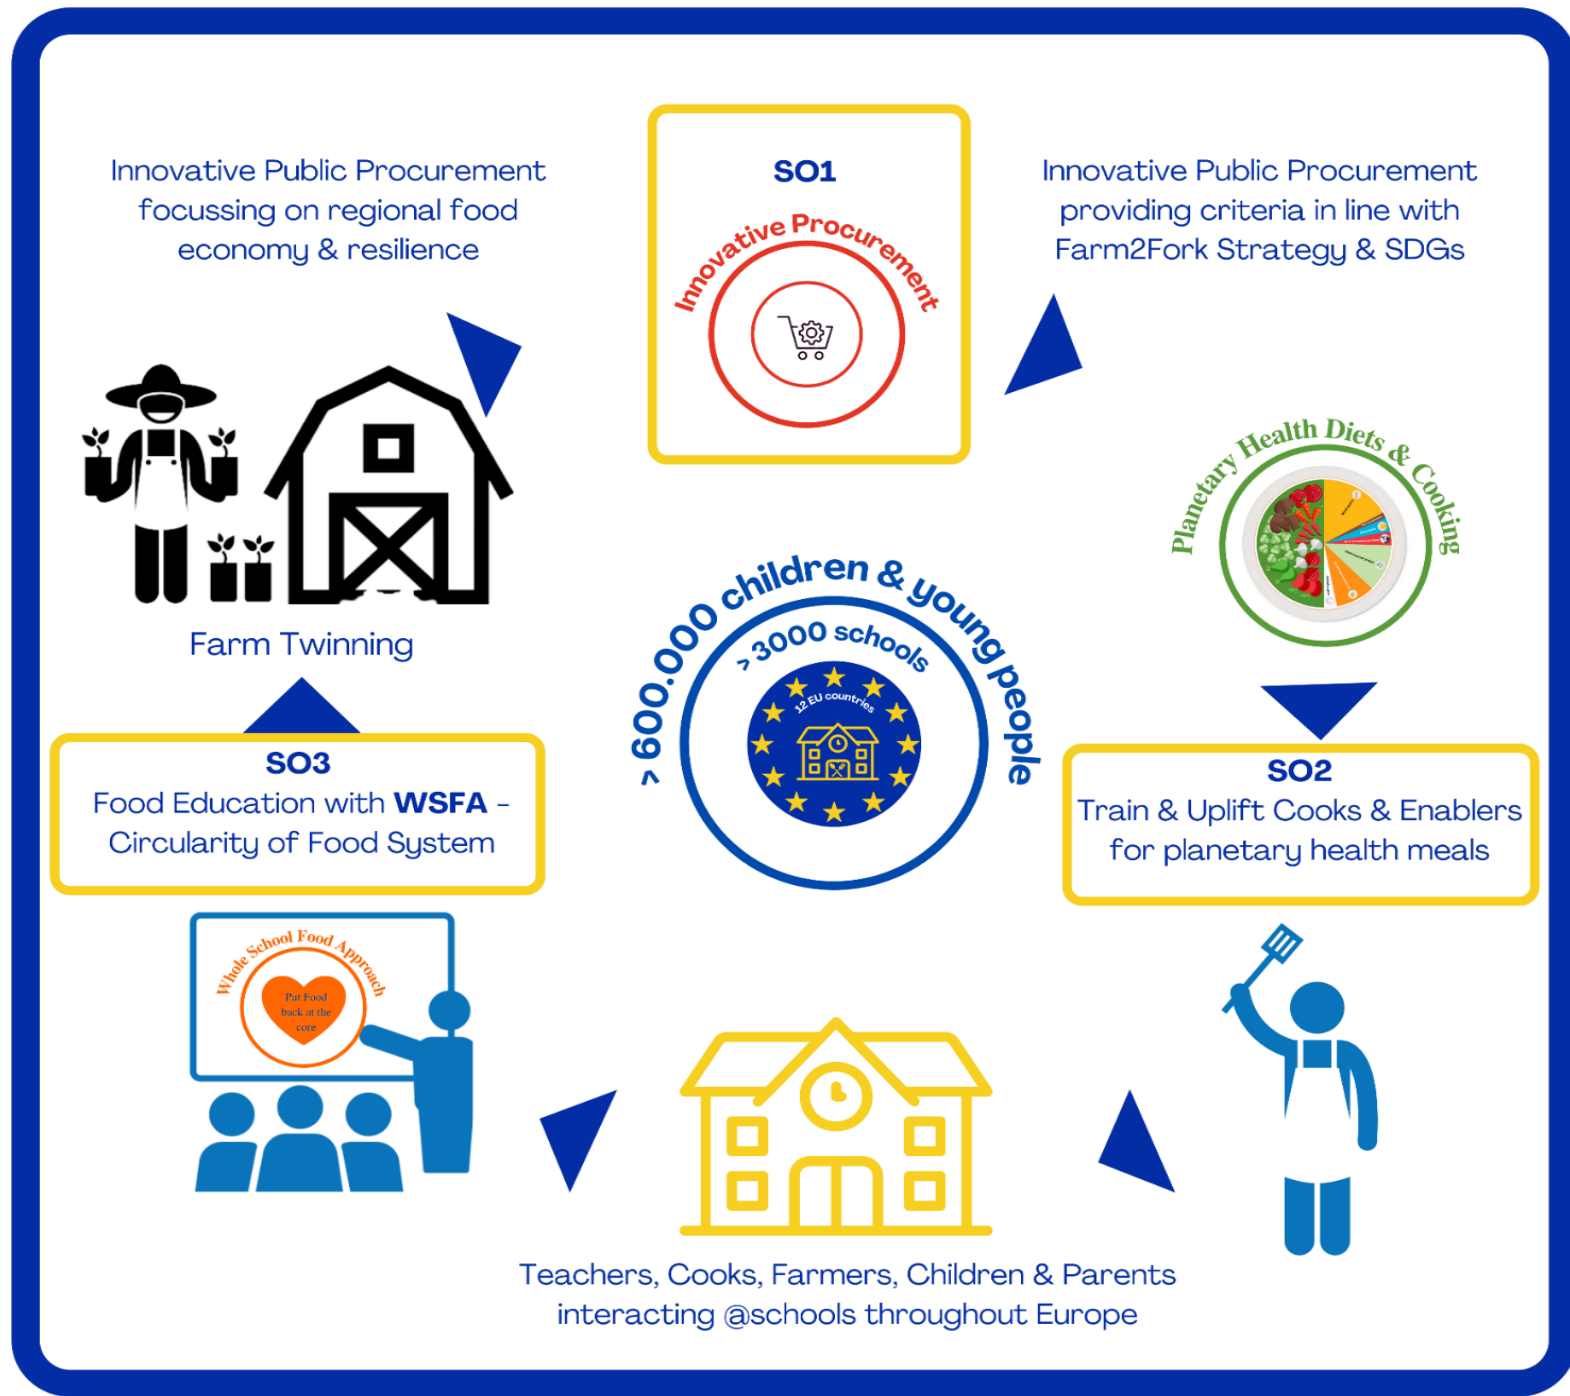 Innovative Public Procurement
focussing on regional food
economy & resilience
SO1
Innovative Procurement
Innovative Public Procurement
providing criteria in line with
Farm2Fork Strategy & SDGs
Planetary Health Diets & Cooking
Farm Twinning
> 600.000 children & young people
> 3000 schools
12 EU countries
SO3
Food Education with WSFA -
Circularity of Food System
SO2
Train & Uplift Cooks & Enablers
for planetary health meals
Whole School Food Approach
Put Food
back at the
core
Teachers, Cooks, Farmers, Children & Parents
interacting @schools throughout Europe